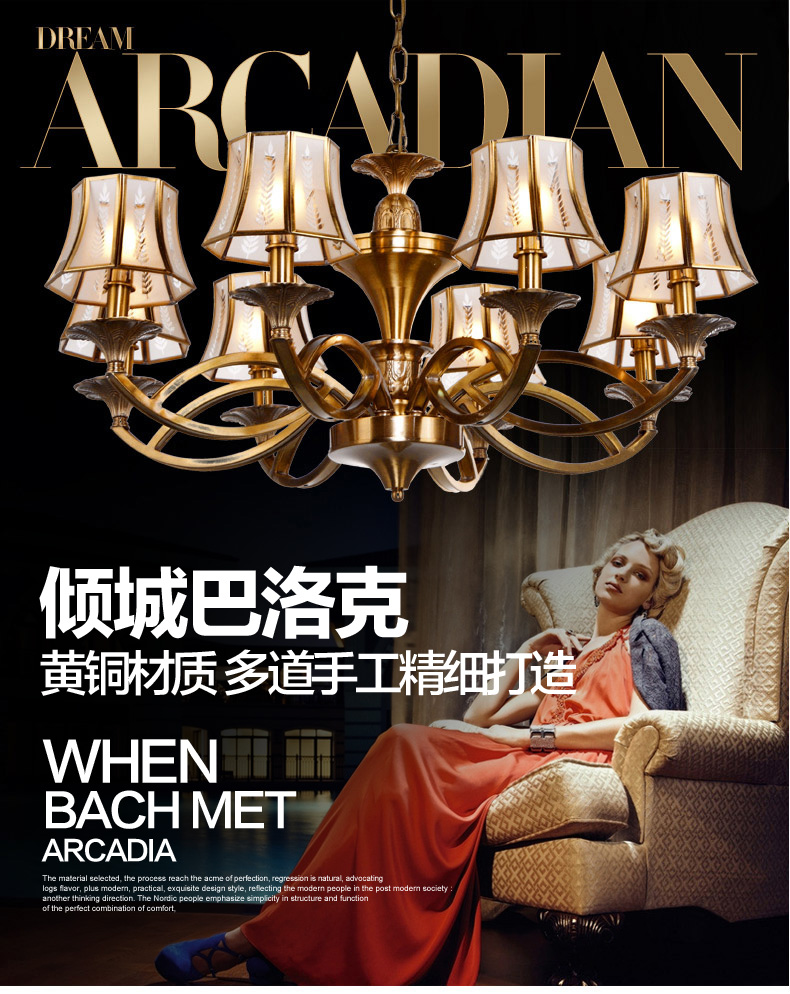 DREAM
ARCADIAN
倾城巴洛克
黄铜材质 多道手工精细打造
WHEN
BACH MET
ARCADIA
The material selected, the process reach the acme of perfection, regression is natural, advocating
logs flavor, plus modern, practical, exquisite design style, reflecting the modern people in the post modern society :
another thinking direction. The Nordic people emphasize simplicity in structure and function
of the perfect combination of comfort,